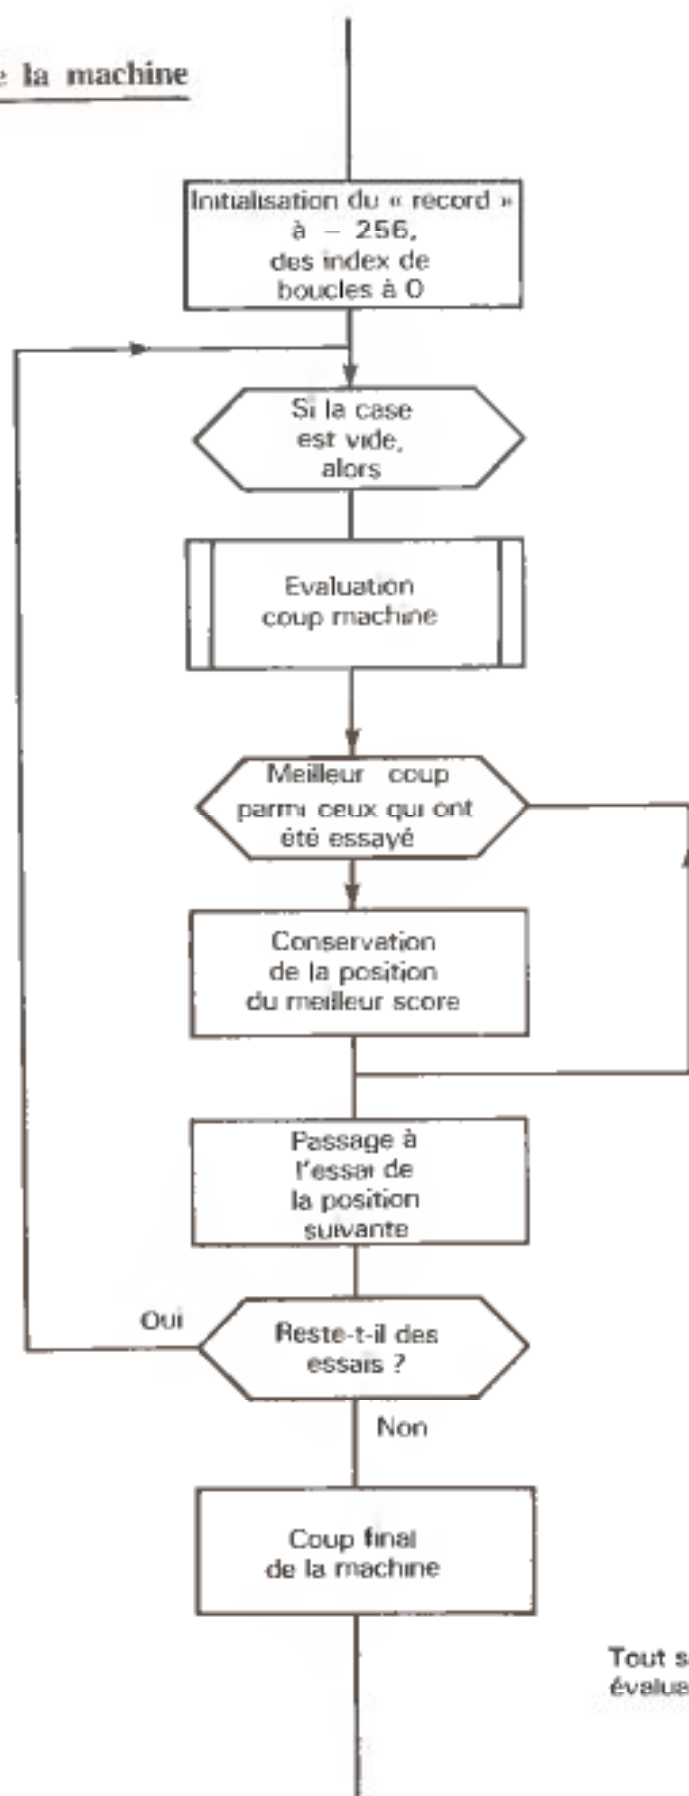 e la machine
Initialisation du « record »
à – 256,
des index de
boucles à 0
Si la case
est vide,
alors
Evaluation
coup machine
Meilleur coup
parmi ceux qui ont
été essayé
Conservation
de la position
du meilleur score
Passage à
l'essai de
la position
suivante
Oui
Reste-t-il des
essais ?
Non
Coup final
de la machine
Tout s
évalua